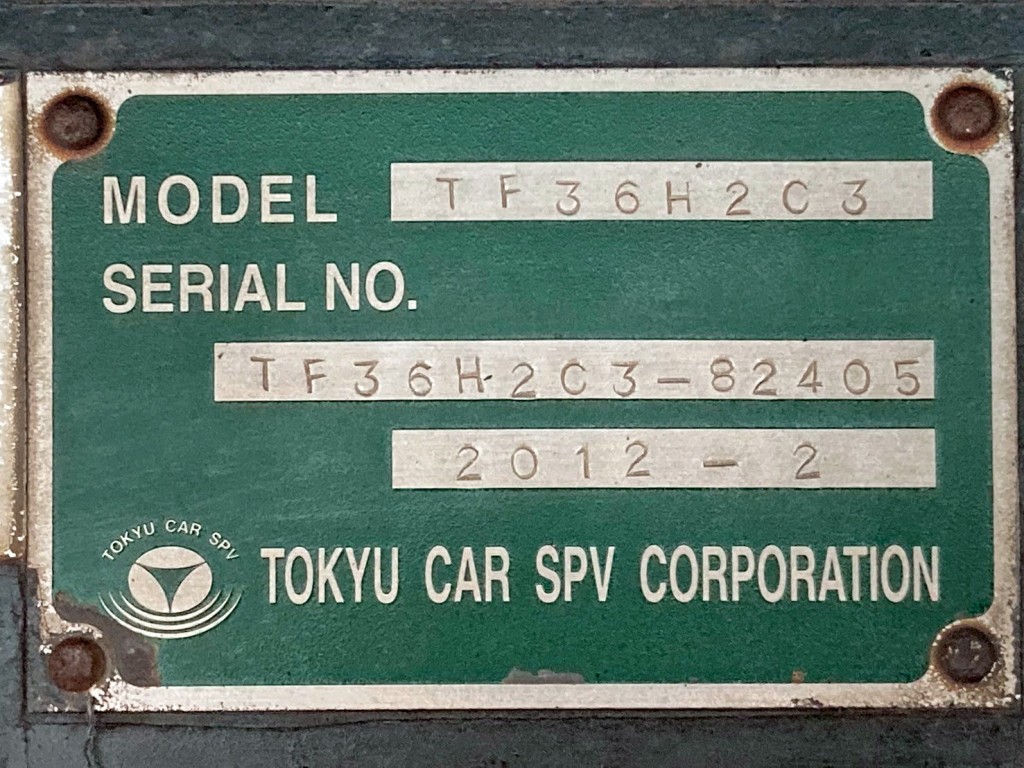 MODEL TF36H2C3
SERIAL NO.
TF36H2C3-82405
2012-2
TOKYU CAR SPV
TOKYU CAR SPV CORPORATION